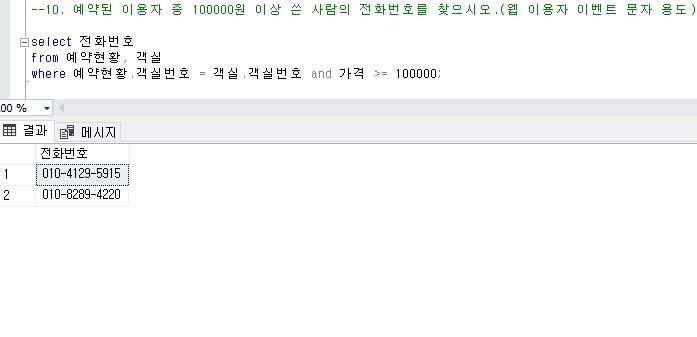 --10. 예약된 이용자 중 100000원 이상 쓴 사람의 전화번호를 찾으시오.(웹 이용자 이벤트 문자 용도)
select 전화번호
from 예약현황, 객실
where 예약현황.객실번호 = 객실.객실번호 and 가격 >= 100000;
00 %
결과 메시지
전화번호
1 010-4129-5915
2 010-8289-4220